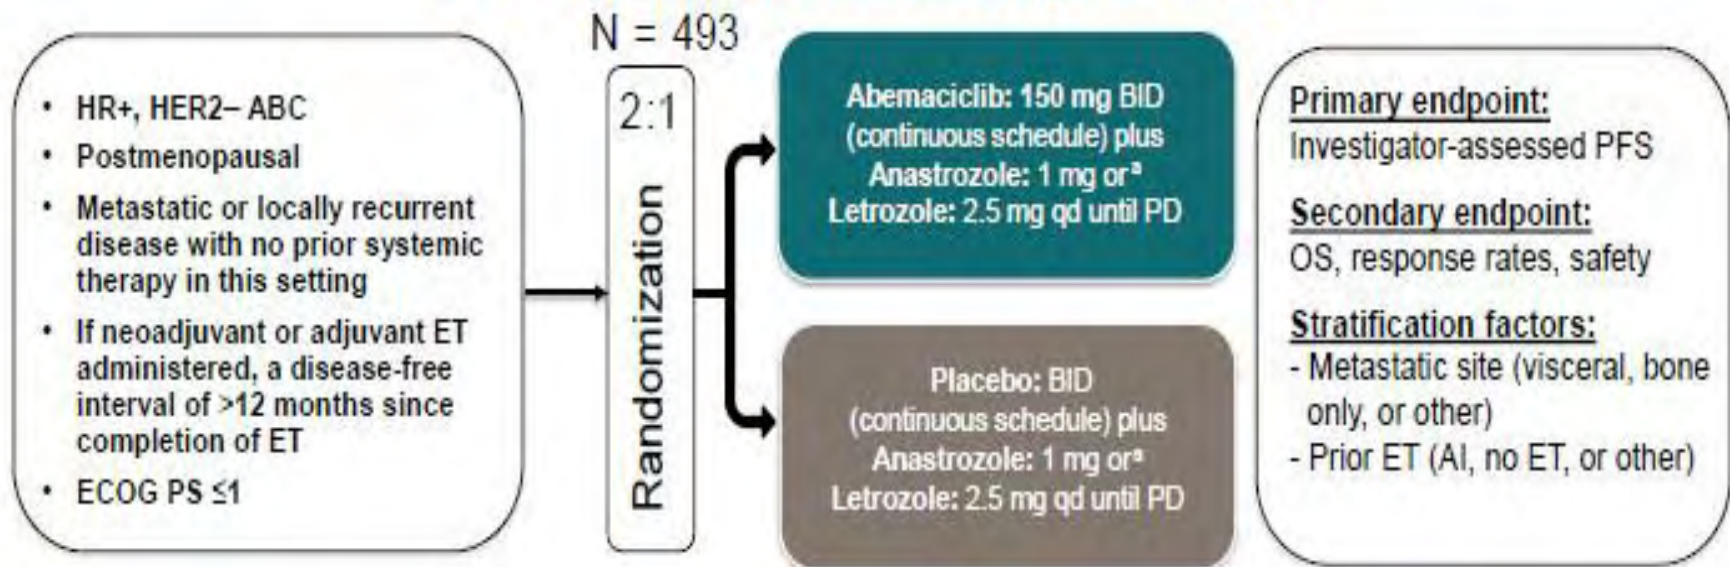 N = 493
• HR+, HER2– ABC
• Postmenopausal
• Metastatic or locally recurrent
disease with no prior systemic
therapy in this setting
• If neoadjuvant or adjuvant ET
administered, a disease-free
interval of >12 months since
completion of ET
• ECOG PS ≤1
2:1
Randomization
Abemaciclib: 150 mg BID
(continuous schedule) plus
Anastrozole: 1 mg or ª
Letrozole: 2.5 mg qd until PD
Placebo: BID
(continuous schedule) plus
Anastrozole: 1 mg or ª
Letrozole: 2.5 mg qd until PD
Primary endpoint:
Investigator-assessed PFS
Secondary endpoint:
OS, response rates, safety
Stratification factors:
- Metastatic site (visceral, bone
only, or other)
- Prior ET (AI, no ET, or other)